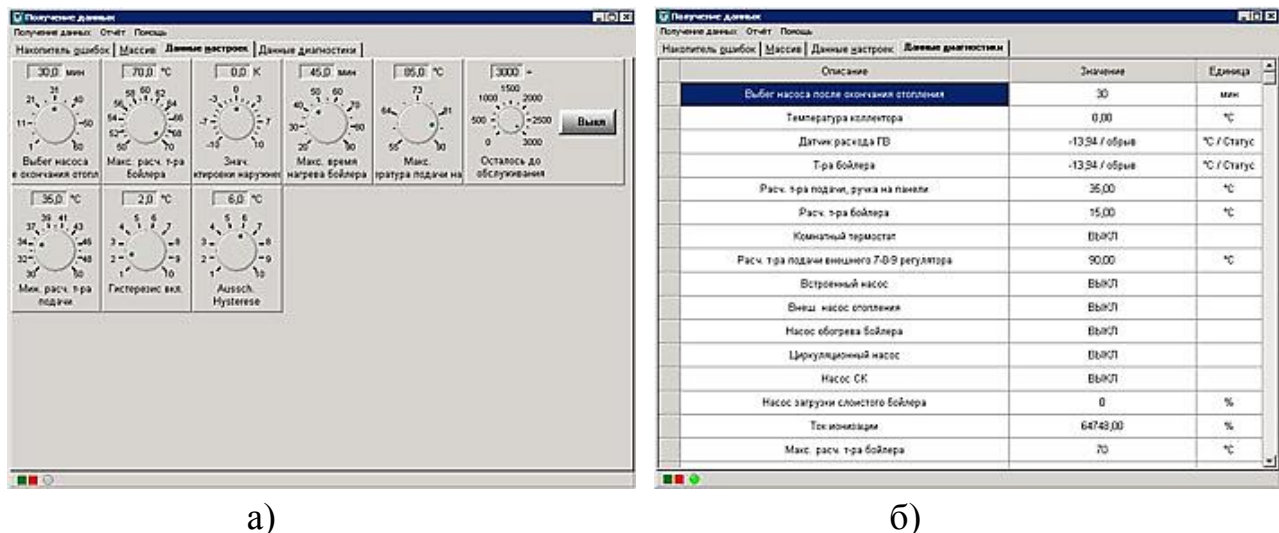 Получение данных
Получение данных Отчёт Помощь
Накопитель ошибок Массив Данные настроек Данные диагностики
30,0 мин 70,0 °C 0,0 K 45,0 мин 85,0 °C 3000 -
Выбег насоса Макс. расч. т-ра Знач. Макс. время Макс. Осталось до
е окончания отопл бойлера ктировки наружней нагрева бойлера ература подачи на обслуживания
Выкл
35,0 °C 2,0 °C 6,0 °C
Мин. расч. т-ра Гистерезис вкл. Aussch.
подачи Hysterese
а)
Получение данных
Получение данных Отчёт Помощь
Накопитель ошибок Массив Данные настроек Данные диагностики
Описание Значение Единица
Выбег насоса после окончания отопления 30 мин
Температура коллектора 0,00 °C
Датчик расхода ГВ -13,94 / обрыв °C / Статус
Т-ра бойлера -13,94 / обрыв °C / Статус
Расч. т-ра подачи, ручка на панели 35,00 °C
Расч. т-ра бойлера 15,00 °C
Комнатный термостат ВЫКЛ
Расч. т-ра подачи внешнего 7-8-9 регулятора 90,00 °C
Встроенный насос ВЫКЛ
Внеш. насос отопления ВЫКЛ
Насос обогрева бойлера ВЫКЛ
Циркуляционный насос ВЫКЛ
Насос СК ВЫКЛ
Насос загрузки слоистого бойлера 0 %
Ток ионизации 64748,00 %
Макс. расч. т-ра бойлера 70 °C
б)